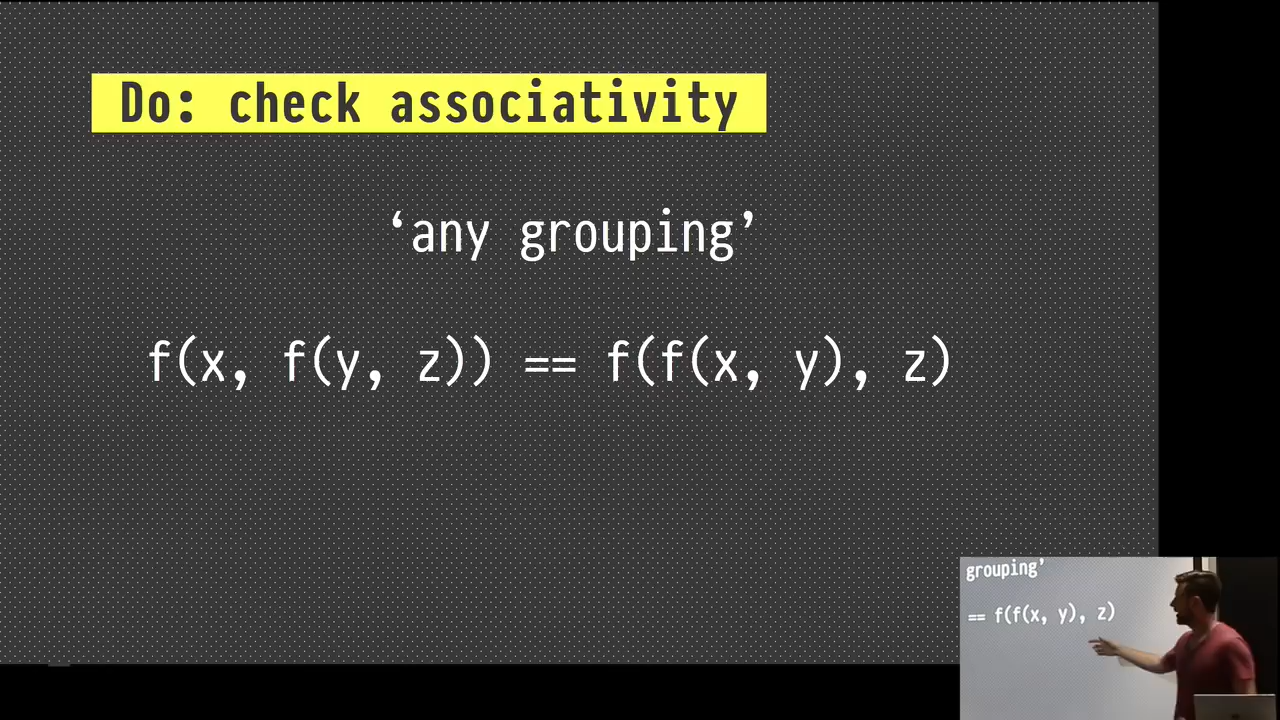 Do: check associativity
‘any grouping’
f(x, f(y, z)) == f(f(x, y), z)
grouping’
== f(f(x, y), z)